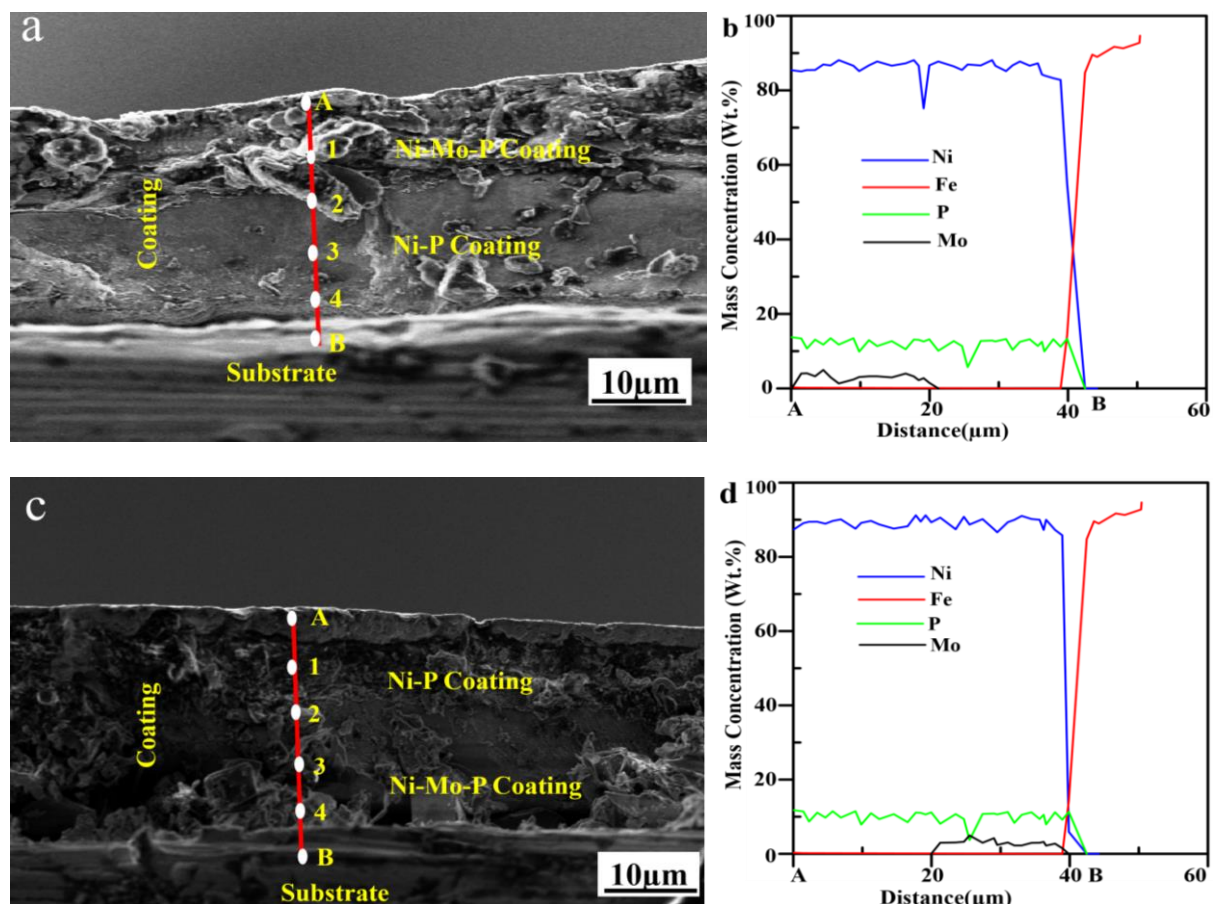 a
A
1
Ni-Mo-P Coating
Coating
2
3
Ni-P Coating
4
B
Substrate
10μm
b
100
80
60
40
20
0
Mass Concentration (Wt.%)
Ni
Fe
P
Mo
A
20
40
B
60
Distance(μm)
c
A
1
Ni-P Coating
Coating
2
3
Ni-Mo-P Coating
4
B
Substrate
10μm
d
100
80
60
40
20
0
Mass Concentration (Wt.%)
Ni
Fe
P
Mo
A
20
40
B
60
Distance(μm)